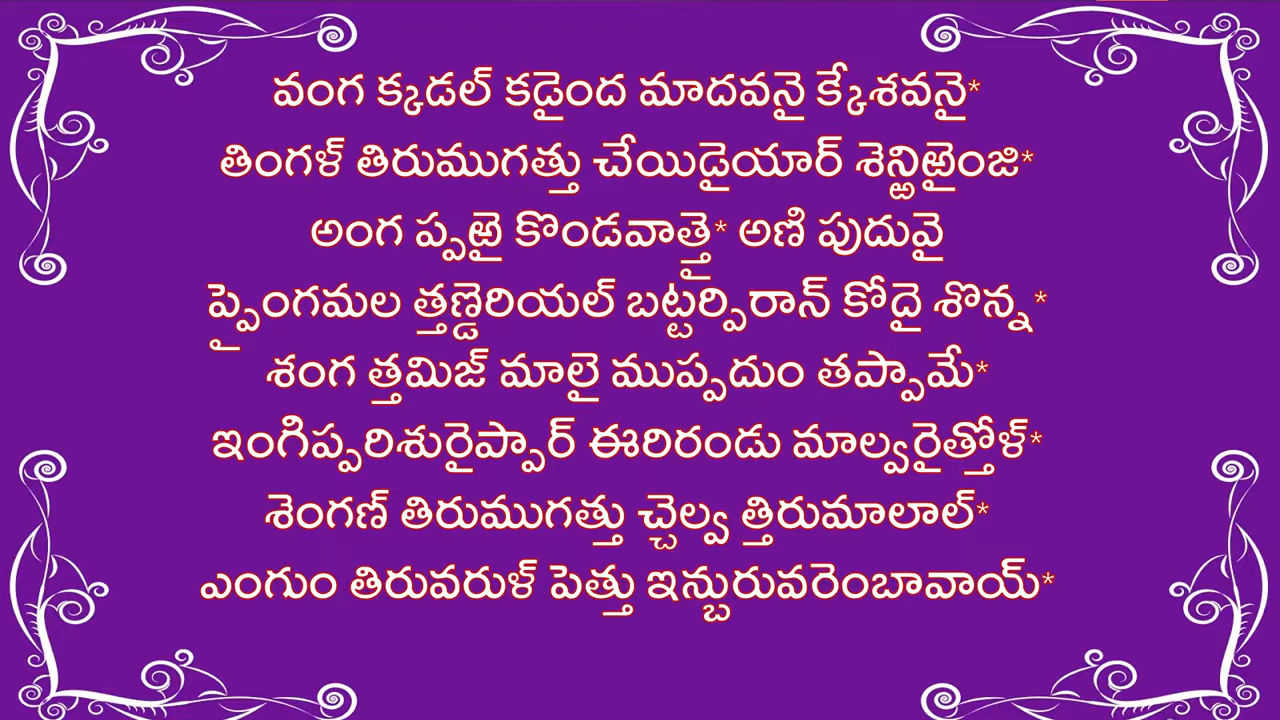 వంగ క్కడల్ కడైంద మాదవనై క్కేశవనై*
తింగళ్ తిరుముగత్తు చేయిడైయార్ శెన్ఱిఱైంజి*
అంగ ప్పఱై కొండవాత్తై* అణి పుదువై
ప్పైంగమల త్తణ్డెరియల్ బట్టర్పిరాన్ కోదై శొన్న*
శంగ త్తమిజ్ మాలై ముప్పదుం తప్పామే*
ఇంగిప్పరిశురైప్పార్ ఈరిరండు మాల్వరైత్తోళ్*
శెంగణ్ తిరుముగత్తు చ్చెల్వ త్తిరుమాలాల్*
ఎంగుం తిరువరుళ్ పెత్తు ఇన్బురువరెంబావాయ్*